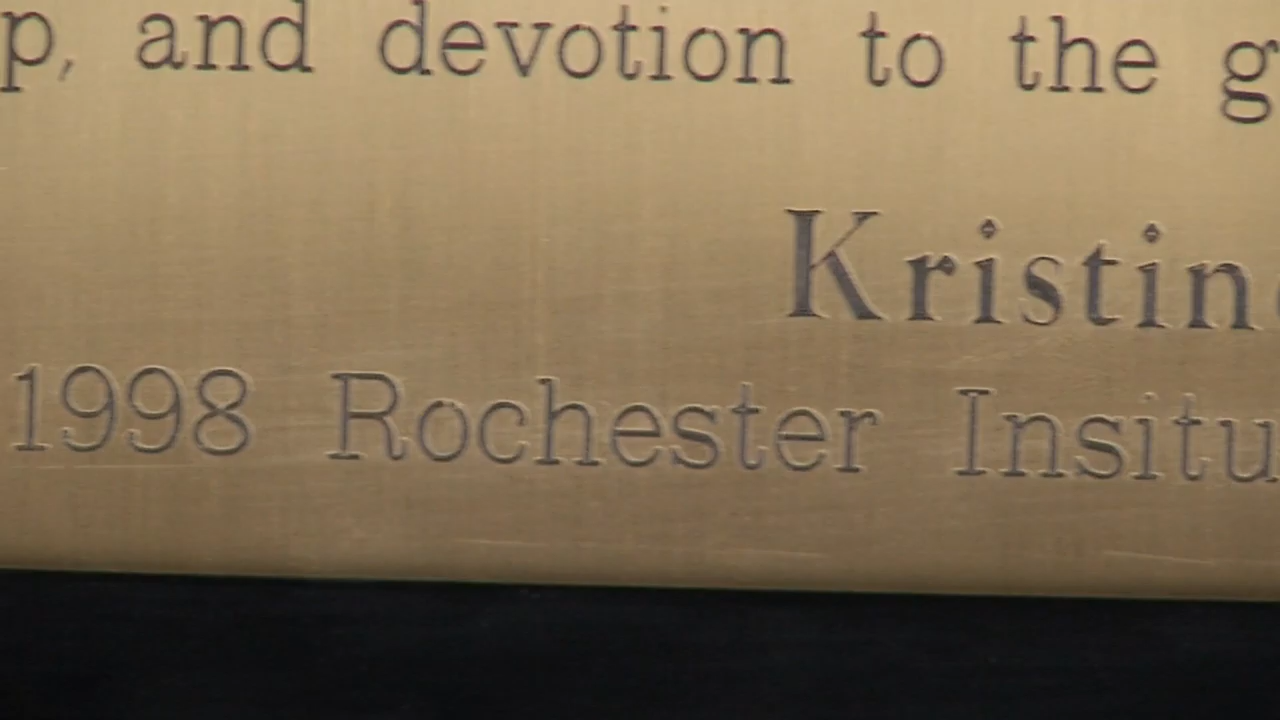 p, and devotion to the g
Kristin
1998 Rochester Insitu